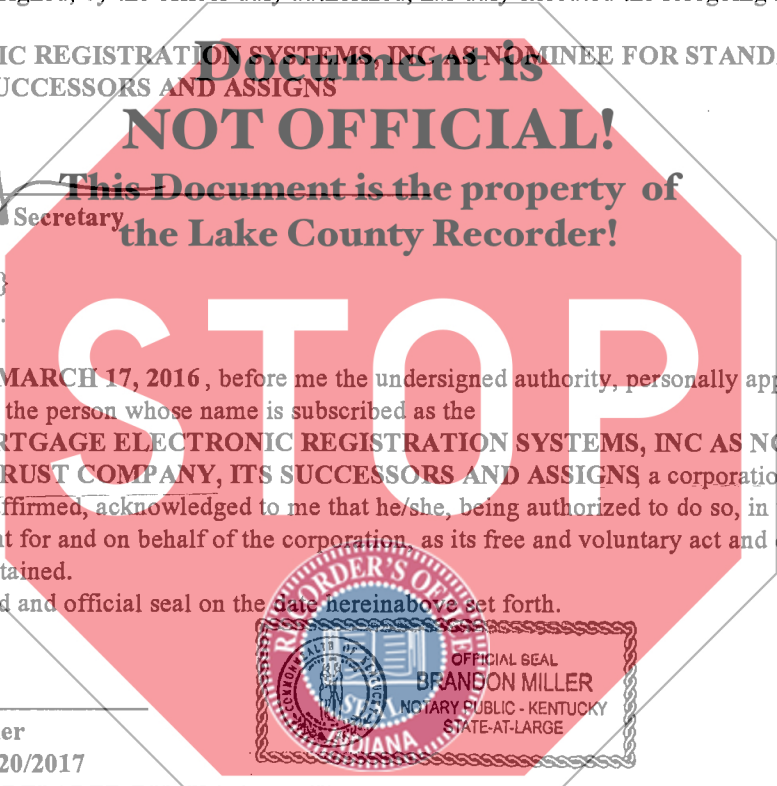 IC REGISTRATION SYSTEMS, INC AS NOMINEE FOR STAND
UCCESSORS AND ASSIGNS
Document is
NOT OFFICIAL!
This Document is the property of
the Lake County Recorder!
Secretary
STOP
MARCH 17, 2016, before me the undersigned authority, personally app
the person whose name is subscribed as the
RTGAGE ELECTRONIC REGISTRATION SYSTEMS, INC AS NO
RUST COMPANY, ITS SUCCESSORS AND ASSIGNS, a corporatio
ffirmed, acknowledged to me that he/she, being authorized to do so, in
t for and on behalf of the corporation, as its free and voluntary act and
tained.
d and official seal on the date hereinabove set forth.
RECORDER'S OFFICE
SEAL
INDIANA
COMMONWEALTH OF KENTUCKY
OFFICIAL SEAL
BRANDON MILLER
NOTARY PUBLIC - KENTUCKY
STATE-AT-LARGE
er
20/2017